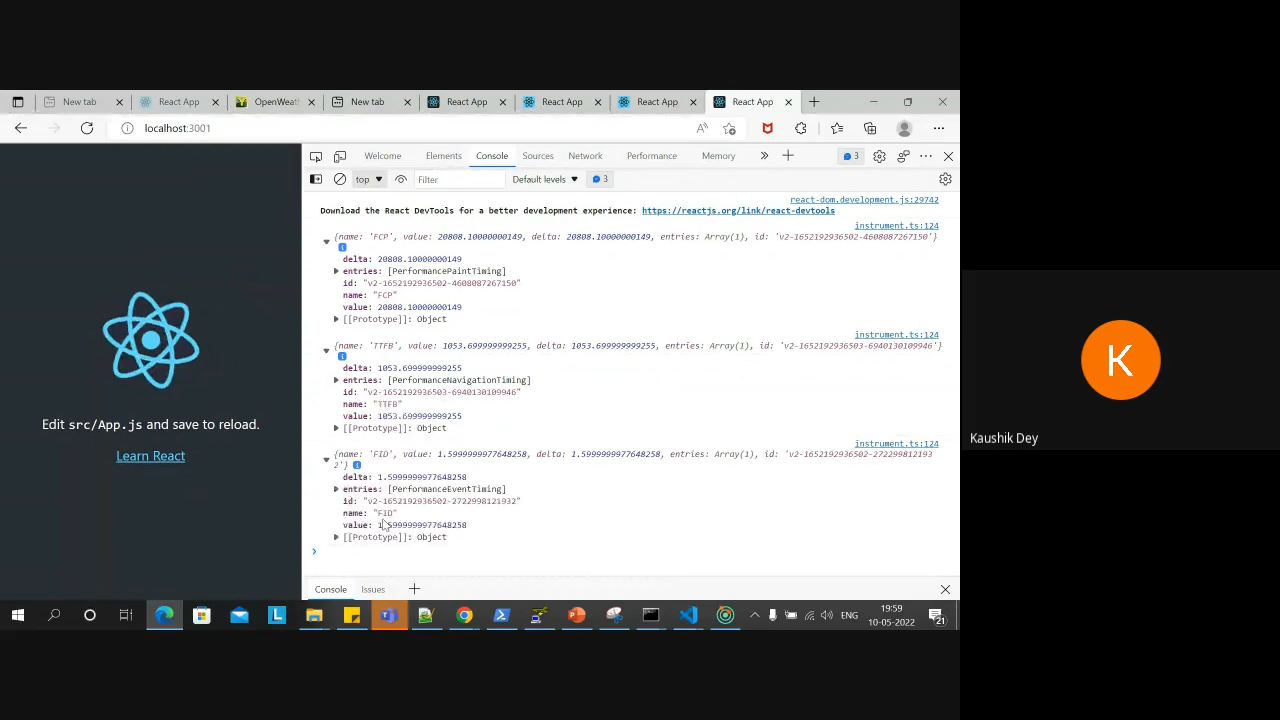 New tab
React App
OpenWeat
New tab
React App
React App
React App
React App
localhost:3001
Welcome
Elements
Console
Sources
Network
Performance
Memory
3
top
Filter
Default levels
3
react-dom.development.js:29742
Download the React DevTools for a better development experience: https://reactjs.org/link/react-devtools
instrument.ts:124
{name: 'FCP', value: 20808.10000000149, delta: 20808.10000000149, entries: Array(1), id: 'v2-1652192936502-4608087267150'}
delta: 20808.10000000149
entries: [PerformancePaintTiming]
id: "v2-1652192936502-4608087267150"
name: "FCP"
value: 20808.10000000149
[[Prototype]]: Object
instrument.ts:124
{name: 'TTFB', value: 1053.699999999255, delta: 1053.699999999255, entries: Array(1), id: 'v2-1652192936503-6940130109946'}
delta: 1053.699999999255
entries: [PerformanceNavigationTiming]
id: "v2-1652192936503-6940130109946"
name: "TTFB"
value: 1053.699999999255
[[Prototype]]: Object
instrument.ts:124
{name: 'FID', value: 1.5999999977648258, delta: 1.5999999977648258, entries: Array(1), id: 'v2-1652192936502-272299812193
2'}
delta: 1.5999999977648258
entries: [PerformanceEventTiming]
id: "v2-1652192936502-2722998121932"
name: "FID"
value: 1.5999999977648258
[[Prototype]]: Object
Edit src/App.js and save to reload.
Learn React
Console
Issues
ENG
19:59
10-05-2022
21
K
Kaushik Dey